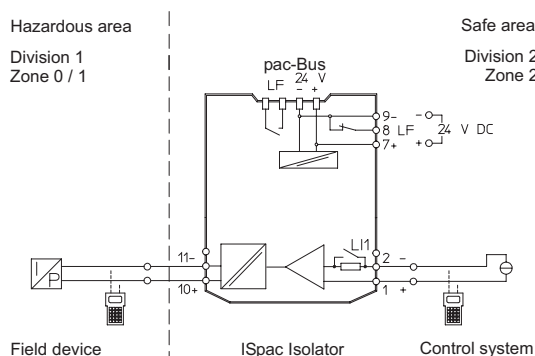 Hazardous area
Safe area
Division 1
Zone 0 / 1
Division 2
Zone 2
pac-Bus
LF 24 V
- +
9-
8 LF
7+
- 
+
24 V DC
LI1
11-
10+
2 -
1 +
I
P
Field device
ISpac Isolator
Control system